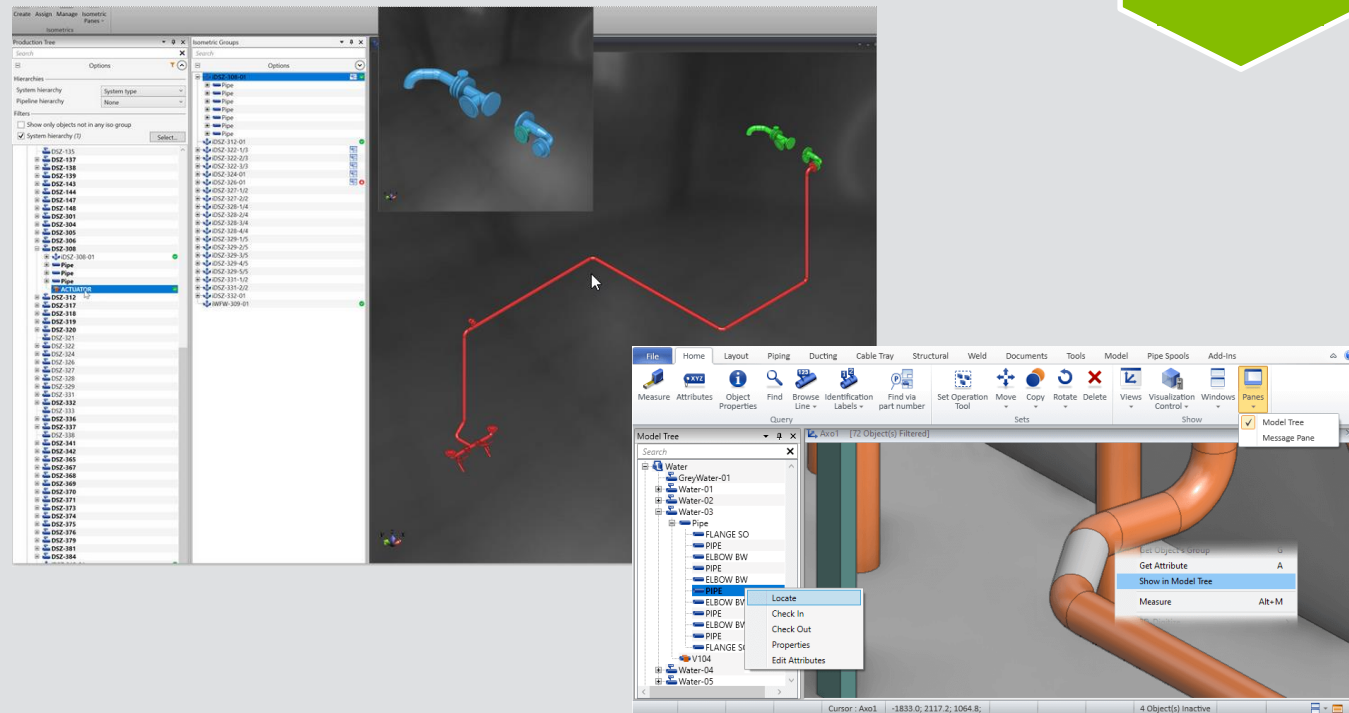 Create Assign Manage Isometric
Panes
Isometrics
Production Tree
Search
Options
Hierarchies
System hierarchy System type
Pipeline hierarchy None
Filters
Show only objects not in any iso group
System hierarchy (1) Select...
DSZ-135
DSZ-137
DSZ-138
DSZ-139
DSZ-143
DSZ-144
DSZ-147
DSZ-148
DSZ-301
DSZ-304
DSZ-305
DSZ-306
DSZ-308
iDSZ-308-01
Pipe
Pipe
Pipe
ACTUATOR
DSZ-312
DSZ-317
DSZ-318
DSZ-319
DSZ-320
DSZ-321
DSZ-322
DSZ-324
DSZ-326
DSZ-327
DSZ-328
DSZ-329
DSZ-331
DSZ-332
DSZ-333
DSZ-336
DSZ-337
DSZ-338
DSZ-341
DSZ-342
DSZ-365
DSZ-367
DSZ-368
DSZ-369
DSZ-370
DSZ-371
DSZ-373
DSZ-374
DSZ-375
DSZ-376
DSZ-379
DSZ-381
DSZ-384
Isometric Groups
Search
Options
iDSZ-308-01
Pipe
Pipe
Pipe
Pipe
Pipe
Pipe
Pipe
iDSZ-312-01
iDSZ-322-1/3
iDSZ-322-2/3
iDSZ-322-3/3
iDSZ-324-01
iDSZ-326-01
iDSZ-327-1/2
iDSZ-327-2/2
iDSZ-328-1/4
iDSZ-328-2/4
iDSZ-328-3/4
iDSZ-328-4/4
iDSZ-329-1/5
iDSZ-329-2/5
iDSZ-329-3/5
iDSZ-329-4/5
iDSZ-329-5/5
iDSZ-331-1/2
iDSZ-331-2/2
iDSZ-332-01
iWFW-309-01
File Home Layout Piping Ducting Cable Tray Structural Weld Documents Tools Model Pipe Spools Add-Ins
Measure Attributes Object Properties Find Browse Line Identification Labels Find via part number Set Operation Tool Move Copy Rotate Delete Views Visualization Control Windows Panes
Query Sets Show
Model Tree
Message Pane
Model Tree
Search
Water
GreyWater-01
Water-01
Water-02
Water-03
Pipe
FLANGE SO
PIPE
ELBOW BW
PIPE
ELBOW BW
PIPE
ELBOW BW
PIPE
ELBOW BW
PIPE
FLANGE SO
V104
Water-04
Water-05
Locate
Check In
Check Out
Properties
Edit Attributes
Axo1 [72 Object(s) Filtered]
Get Object's Group G
Get Attribute A
Show in Model Tree
Measure Alt+M
Cursor : Axo1 -1833.0; 2117.2; 1064.8; 4 Object(s) Inactive